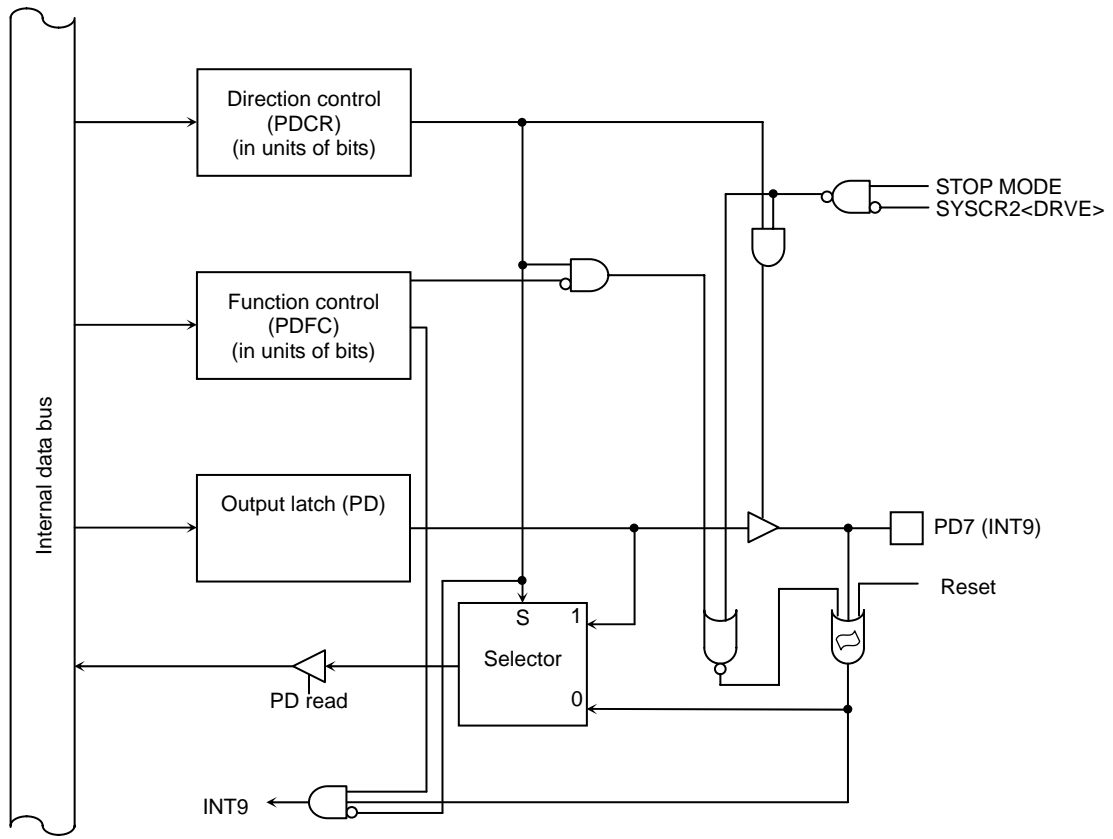 Internal data bus
Direction control
(PDCR)
(in units of bits)
STOP MODE
SYSCR2<DRVE>
Function control
(PDFC)
(in units of bits)
Output latch (PD)
PD7 (INT9)
Reset
S
1
Selector
0
PD read
INT9